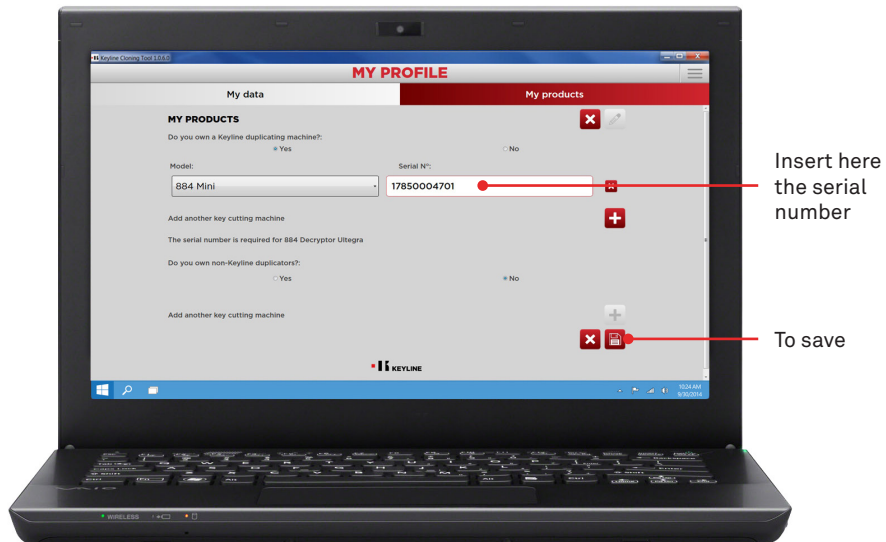 Keyline Cloning Tool 1.0.6.0
MY PROFILE
My data
My products
MY PRODUCTS
Do you own a Keyline duplicating machine?:
Yes
No
Model:
Serial N°:
884 Mini
17850004701
Insert here
the serial
number
Add another key cutting machine
The serial number is required for 884 Decryptor Ultegra
Do you own non-Keyline duplicators?:
Yes
No
Add another key cutting machine
To save
KEYLINE
10:24 AM
9/30/2014
WIRELESS